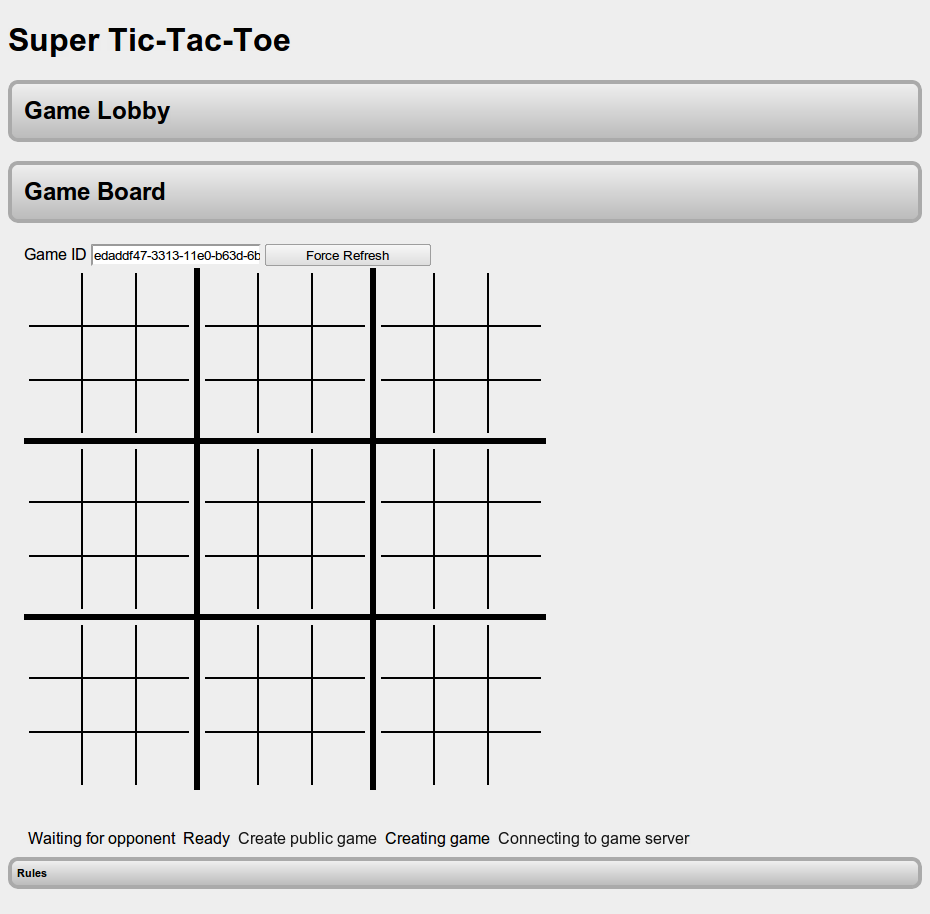 Super Tic-Tac-Toe
Game Lobby
Game Board
Game ID edaddf47-3313-11e0-b63d-6b Force Refresh
Waiting for opponent Ready Create public game Creating game Connecting to game server
Rules